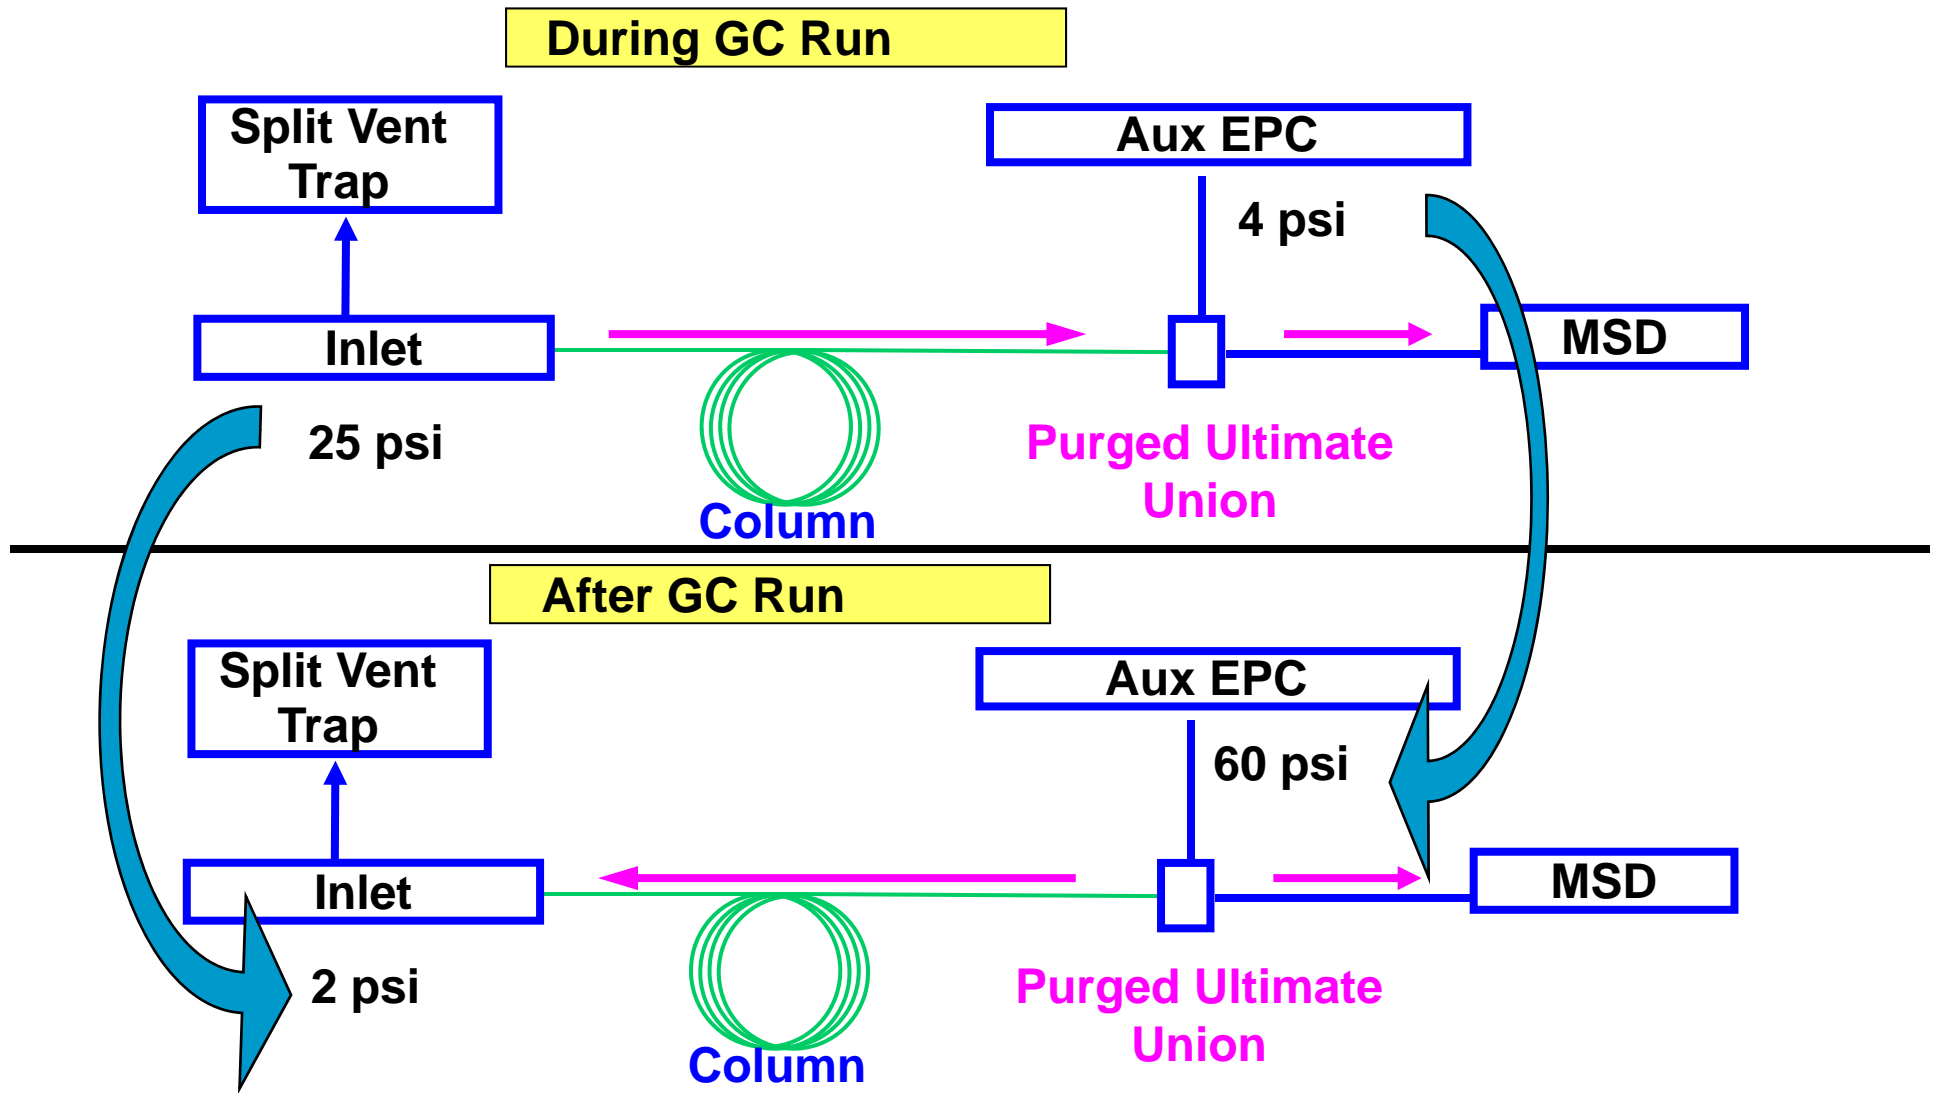 During GC Run
Split Vent
Trap
Aux EPC
4 psi
Inlet
MSD
25 psi
Purged Ultimate
Union
Column
After GC Run
Split Vent
Trap
Aux EPC
60 psi
Inlet
MSD
2 psi
Purged Ultimate
Union
Column